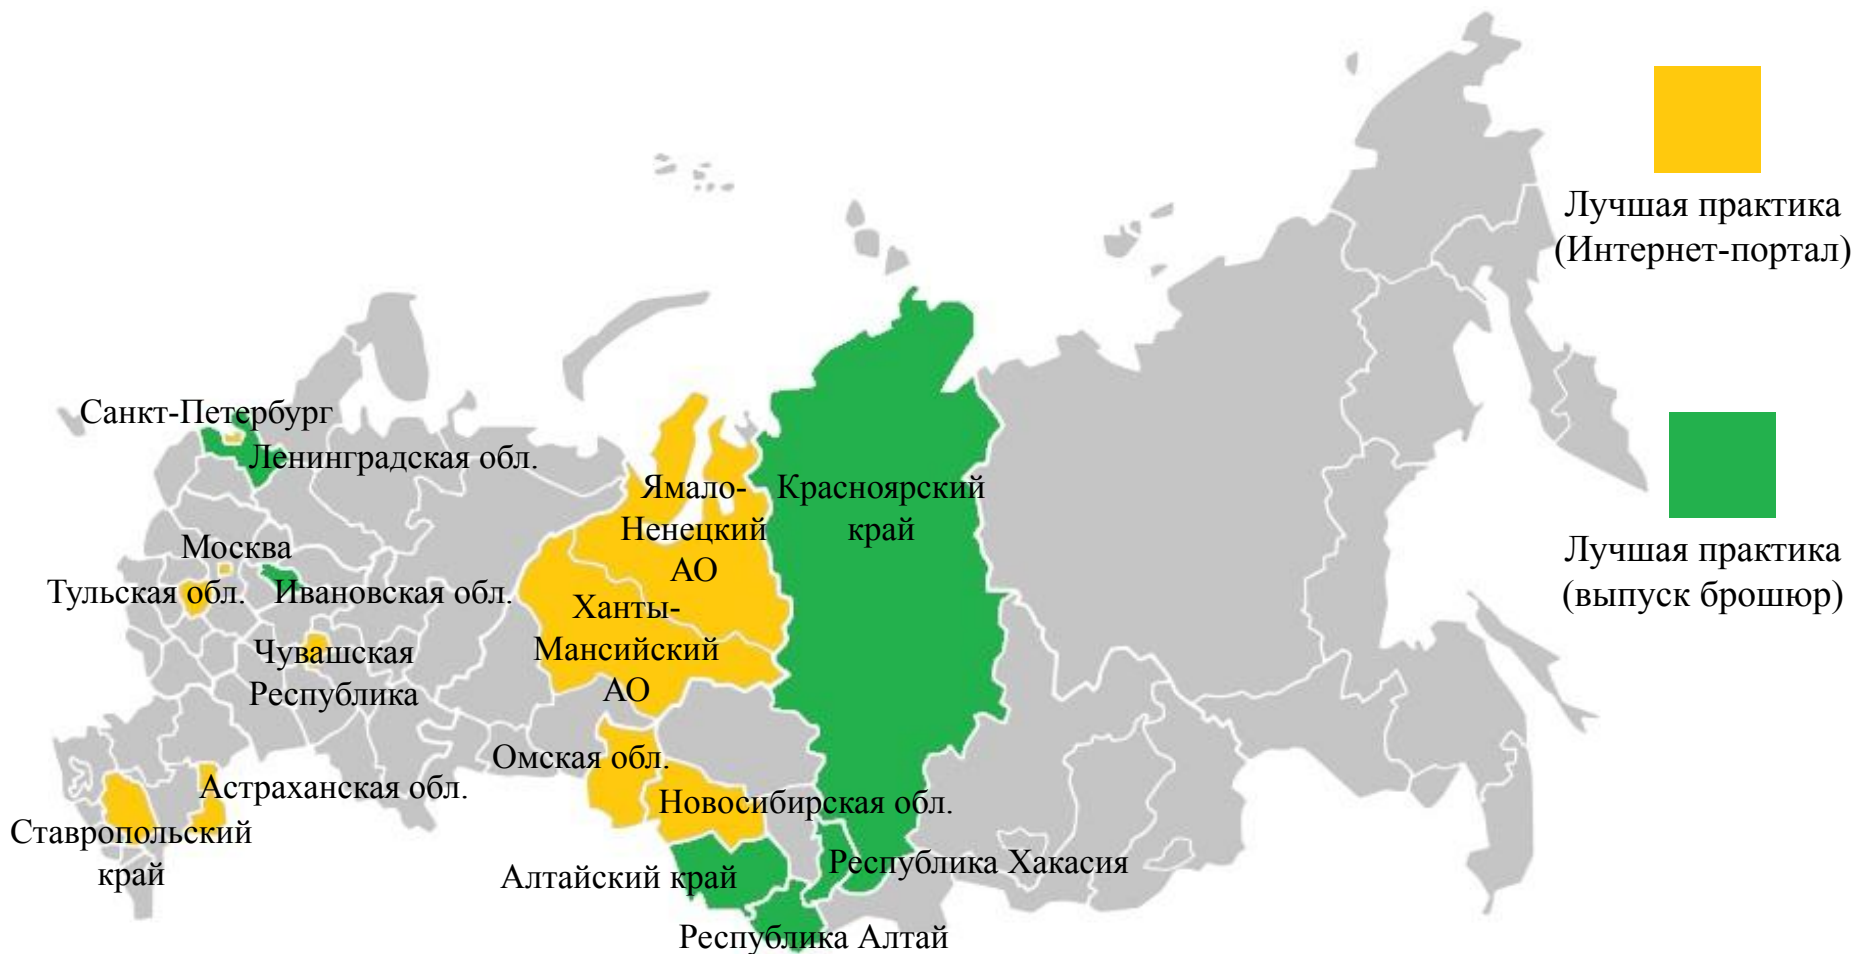 Лучшая практика
(Интернет-портал)
Санкт-Петербург
Ленинградская обл.
Ямало-
Ненецкий
АО
Красноярский
край
Москва
Тульская обл.
Ивановская обл.
Лучшая практика
(выпуск брошюр)
Ханты-
Мансийский
АО
Чувашская
Республика
Омская обл.
Астраханская обл.
Новосибирская обл.
Ставропольский
край
Алтайский край
Республика Хакасия
Республика Алтай